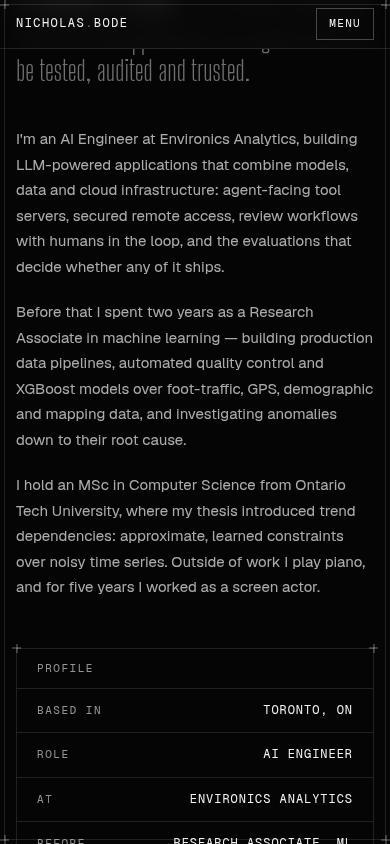 NICHOLAS.BODE
MENU
be tested, audited and trusted.
I'm an AI Engineer at Environics Analytics, building
LLM-powered applications that combine models,
data and cloud infrastructure: agent-facing tool
servers, secured remote access, review workflows
with humans in the loop, and the evaluations that
decide whether any of it ships.
Before that I spent two years as a Research
Associate in machine learning — building production
data pipelines, automated quality control and
XGBoost models over foot-traffic, GPS, demographic
and mapping data, and investigating anomalies
down to their root cause.
I hold an MSc in Computer Science from Ontario
Tech University, where my thesis introduced trend
dependencies: approximate, learned constraints
over noisy time series. Outside of work I play piano,
and for five years I worked as a screen actor.
PROFILE
BASED IN TORONTO, ON
ROLE AI ENGINEER
AT ENVIRONICS ANALYTICS
BEFORE RESEARCH ASSOCIATE, ML